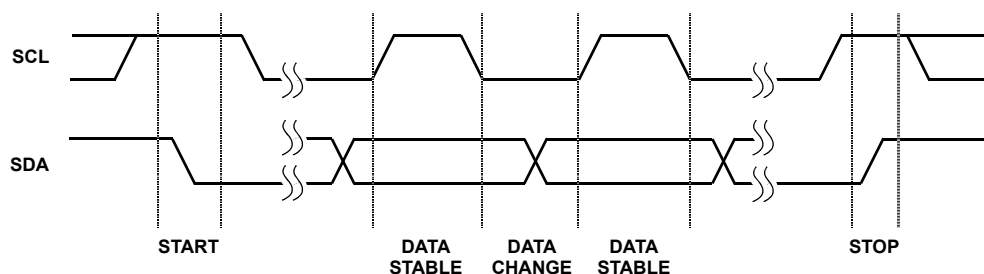 SCL
SDA
START
DATA STABLE
DATA CHANGE
DATA STABLE
STOP